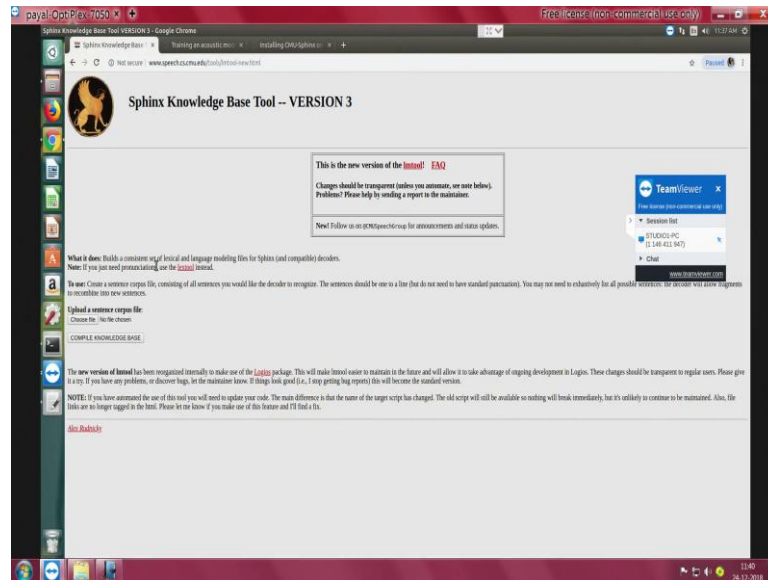 payal-OptiPlex-7050
Free license (non-commercial use only)
Sphinx Knowledge Base Tool VERSION 3 - Google Chrome
11:37 AM
Sphinx Knowledge Base T
Training an acoustic mod
Installing CMU Sphinx on
Not secure | www.speech.cs.cmu.edu/tools/lmtool-new.html
Paused
Sphinx Knowledge Base Tool -- VERSION 3
This is the new version of the lmtool! FAQ
Changes should be transparent (unless you automate, see note below).
Problems? Please help by sending a report to the maintainer.
New! Follow us on @CMUSpeechGroup for announcements and status updates.
TeamViewer
Free license (non-commercial use only)
Session list
STUDIO1-PC
(1 146 411 947)
Chat
www.teamviewer.com
What it does: Builds a consistent set of lexical and language modeling files for Sphinx (and compatible) decoders.
Note: If you just need pronunciations, use the lextool instead.
To use: Create a sentence corpus file, consisting of all sentences you would like the decoder to recognize. The sentences should be one to a line (but do not need to have standard punctuation). You may not need to exhaustively list all possible sentences: the decoder will allow fragments
to recombine into new sentences.
Upload a sentence corpus file:
Choose file No file chosen
COMPILE KNOWLEDGE BASE
The new version of lmtool has been reorganized internally to make use of the Logios package. This will make lmtool easier to maintain in the future and will allow it to take advantage of ongoing development in Logios. These changes should be transparent to regular users. Please give
it a try. If you have any problems, or discover bugs, let the maintainer know. If things look good (i.e., I stop getting bug reports) this will become the standard version.
NOTE: If you have automated the use of this tool you will need to update your code. The main difference is that the name of the target script has changed. The old script will still be available so nothing will break immediately, but it's unlikely to continue to be maintained. Also, file
links are no longer tagged in the html. Please let me know if you make use of this feature and I'll find a fix.
Alex Rudnicky
11:40
24-12-2018